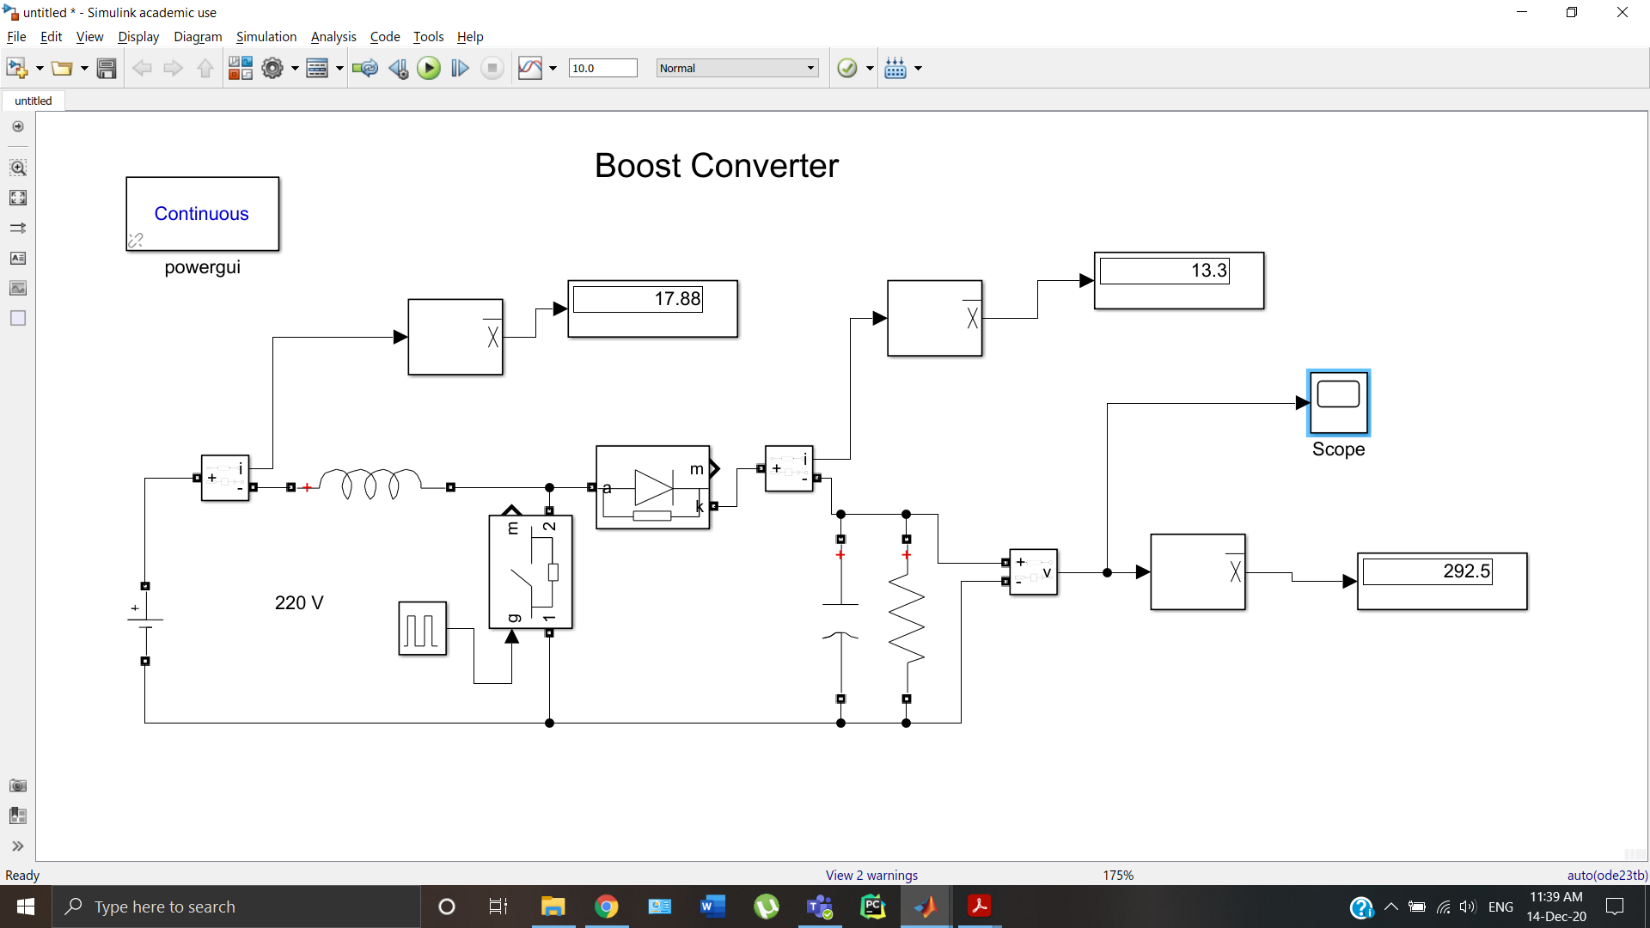 untitled * - Simulink academic use
File Edit View Display Diagram Simulation Analysis Code Tools Help
10.0 Normal
untitled
Boost Converter
Continuous
powergui
17.88
13.3
Scope
i
+
-
m
a
k
i
+
-
m
2
g
1
220 V
+
+
-
v
292.5
Ready View 2 warnings 175% auto(ode23tb)
Type here to search
ENG
11:39 AM
14-Dec-20